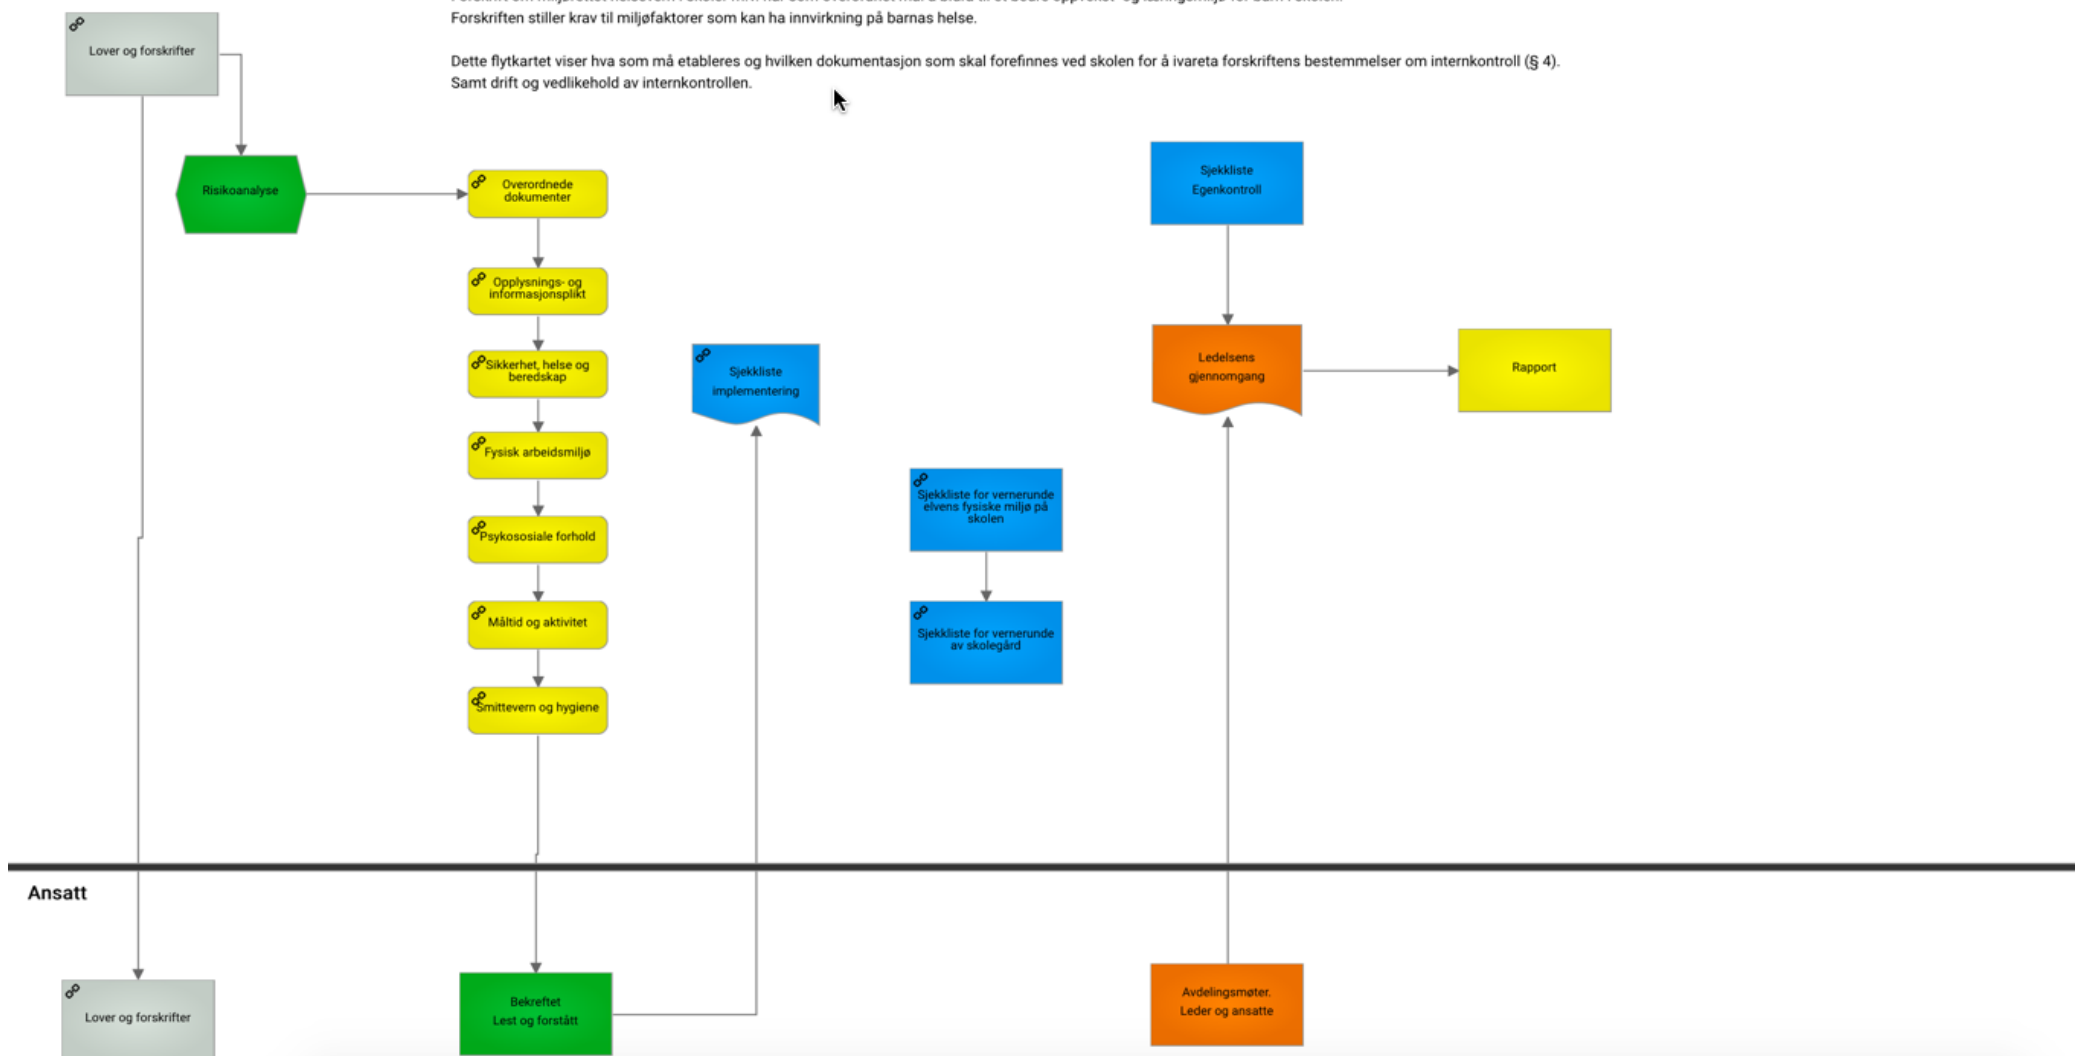 Forskriften stiller krav til miljøfaktorer som kan ha innvirkning på barnas helse.
Dette flytkartet viser hva som må etableres og hvilken dokumentasjon som skal forefinnes ved skolen for å ivareta forskriftens bestemmelser om internkontroll (§ 4).
Samt drift og vedlikehold av internkontrollen.
Lover og forskrifter
Risikoanalyse
Overordnede
dokumenter
Opplysnings- og
informasjonsplikt
Sikkerhet, helse og
beredskap
Fysisk arbeidsmiljø
Psykososiale forhold
Måltid og aktivitet
Smittevern og hygiene
Sjekkliste
implementering
Sjekkliste for vernerunde
elvens fysiske miljø på
skolen
Sjekkliste for vernerunde
av skolegård
Sjekkliste
Egenkontroll
Ledelsens
gjennomgang
Rapport
Ansatt
Lover og forskrifter
Bekreftet
Lest og forstått
Avdelingsmøter.
Leder og ansatte